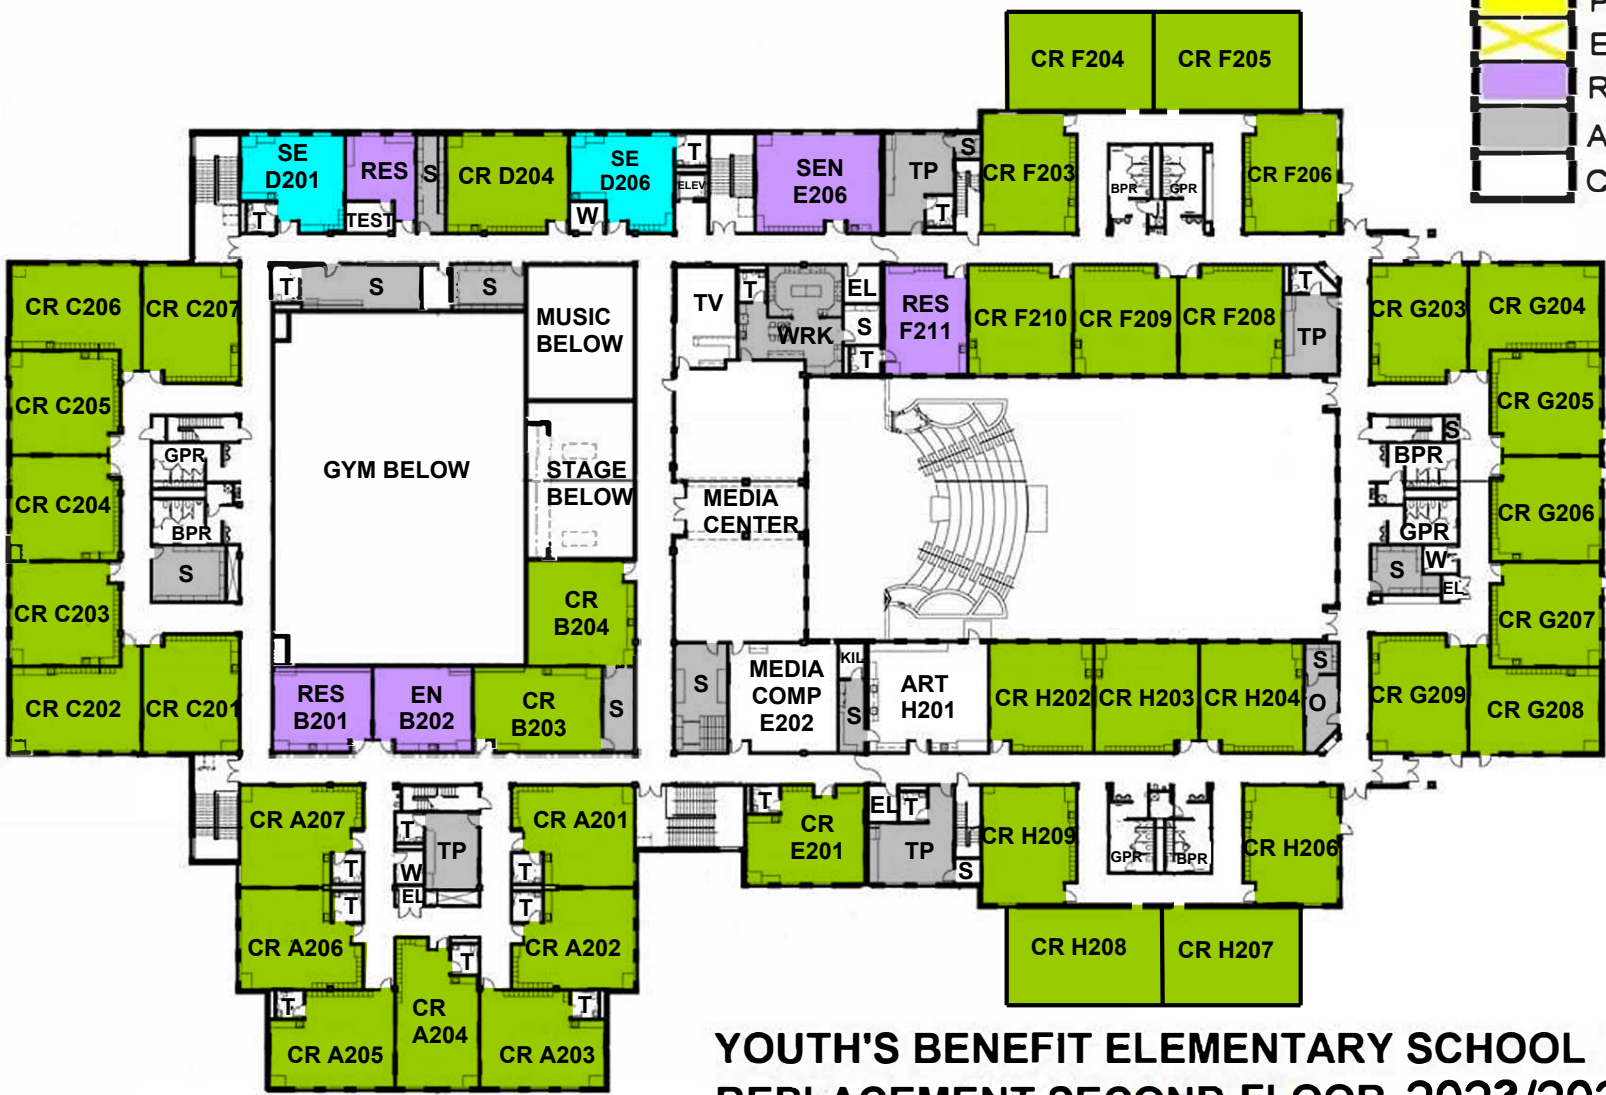 P
E
R
A
C
CR F204
CR F205
SE
D201
RES
S
CR D204
SE
D206
T
ELEV
SEN
E206
TP
S
CR F203
BPR
GPR
CR F206
T
TEST
W
T
CR C206
CR C207
T
S
S
MUSIC
BELOW
TV
T
WRK
EL
S
T
RES
F211
CR F210
CR F209
CR F208
T
TP
CR G203
CR G204
CR C205
CR G205
GPR
S
BPR
GYM BELOW
STAGE
BELOW
MEDIA
CENTER
CR C204
BPR
S
CR G206
GPR
W
S
EL
CR C203
CR
B204
CR G207
CR C202
CR C201
RES
B201
EN
B202
CR
B203
S
S
MEDIA
COMP
E202
KIL
S
ART
H201
CR H202
CR H203
CR H204
S
O
CR G209
CR G208
CR A207
T
TP
CR A201
T
CR
E201
EL
T
TP
S
CR H209
GPR
BPR
CR H206
T
W
T
EL
T
T
CR A206
CR A202
CR H208
CR H207
T
T
CR
A204
T
CR A205
CR A203
YOUTH'S BENEFIT ELEMENTARY SCHOOL
REPLACEMENT SECOND FLOOR 2023/202